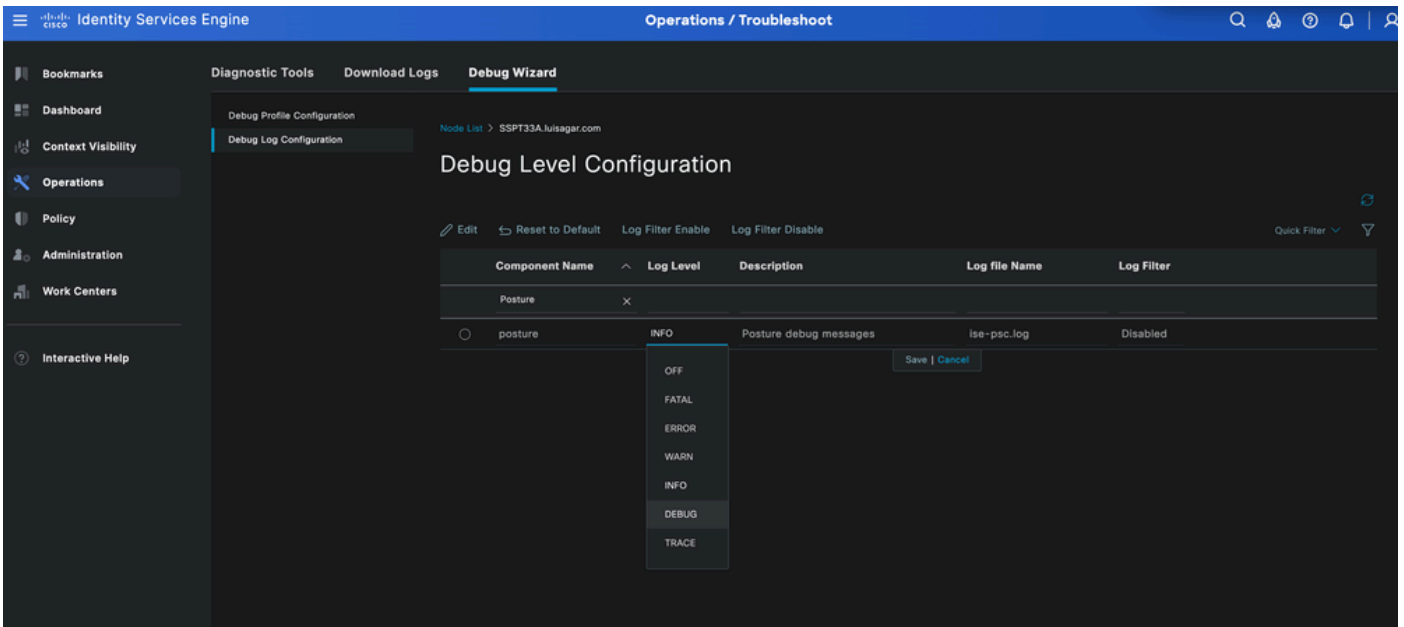 cisco Identity Services Engine
Operations / Troubleshoot
Bookmarks
Dashboard
Context Visibility
Operations
Policy
Administration
Work Centers
Interactive Help
Diagnostic Tools Download Logs Debug Wizard
Debug Profile Configuration
Debug Log Configuration
Node List > SSPT33A.luisagar.com
Debug Level Configuration
Edit Reset to Default Log Filter Enable Log Filter Disable Quick Filter
Component Name Log Level Description Log file Name Log Filter
Posture
posture INFO Posture debug messages ise-psc.log Disabled
Save | Cancel
OFF
FATAL
ERROR
WARN
INFO
DEBUG
TRACE